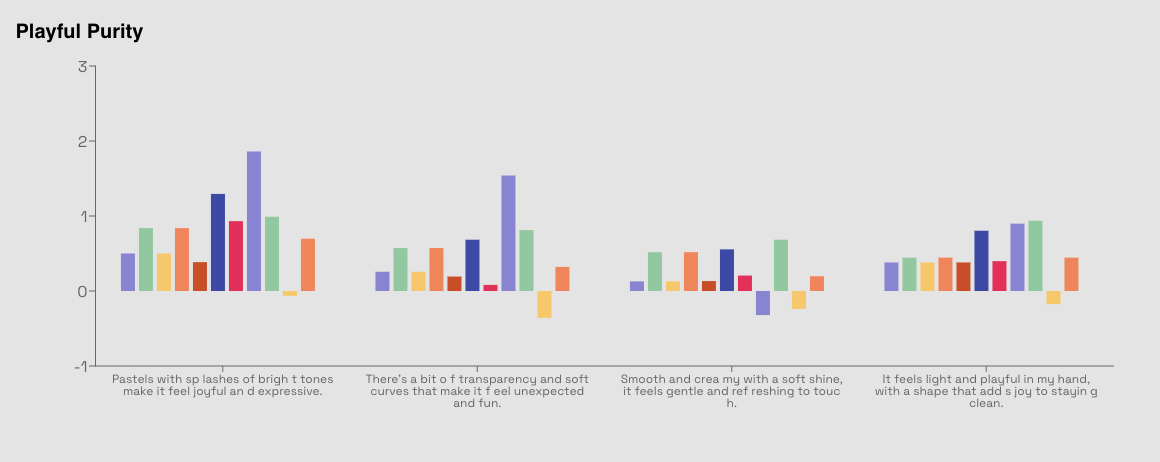 Playful Purity
3
2
1
0
-1
Pastels with sp lashes of brigh t tones
make it feel joyful an d expressive.
There's a bit o f transparency and soft
curves that make it f eel unexpected
and fun.
Smooth and crea my with a soft shine,
it feels gentle and ref reshing to touc
h.
It feels light and playful in my hand,
with a shape that add s joy to stayin g
clean.